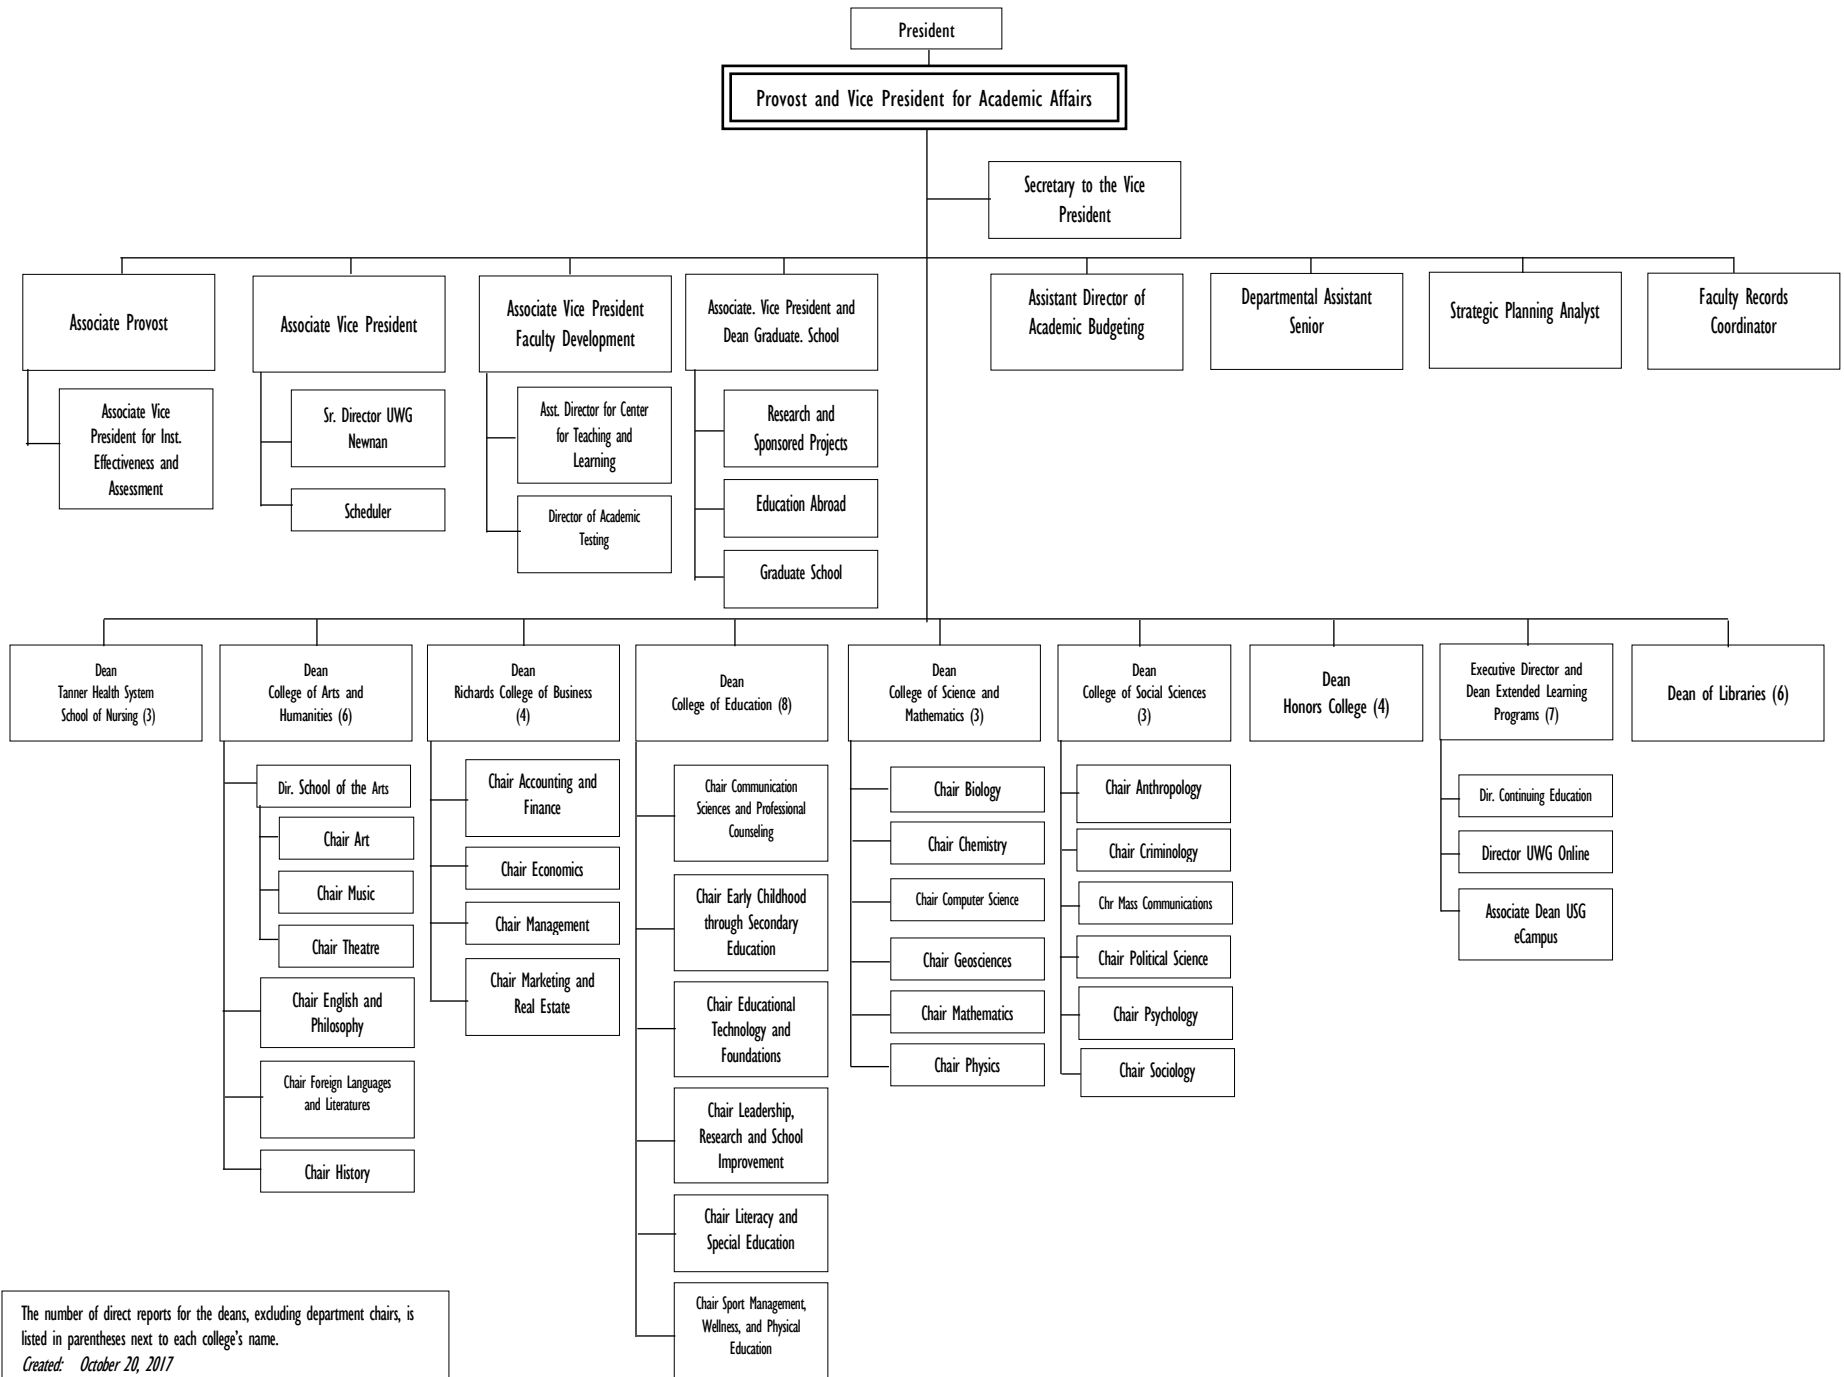 President
Provost and Vice President for Academic Affairs
Secretary to the Vice
President
Associate Provost
Associate Vice President
Associate Vice President
Faculty Development
Associate. Vice President and
Dean Graduate. School
Assistant Director of
Academic Budgeting
Departmental Assistant
Senior
Strategic Planning Analyst
Faculty Records
Coordinator
Associate Vice
President for Inst.
Effectiveness and
Assessment
Sr. Director UWG
Newnan
Scheduler
Asst. Director for Center
for Teaching and
Learning
Director of Academic
Testing
Research and
Sponsored Projects
Education Abroad
Graduate School
Dean
Tanner Health System
School of Nursing (3)
Dean
College of Arts and
Humanities (6)
Dean
Richards College of Business
(4)
Dean
College of Education (8)
Dean
College of Science and
Mathematics (3)
Dean
College of Social Sciences
(3)
Dean
Honors College (4)
Executive Director and
Dean Extended Learning
Programs (7)
Dean of Libraries (6)
Dir. School of the Arts
Chair Art
Chair Music
Chair Theatre
Chair English and
Philosophy
Chair Foreign Languages
and Literatures
Chair History
Chair Accounting and
Finance
Chair Economics
Chair Management
Chair Marketing and
Real Estate
Chair Communication
Sciences and Professional
Counseling
Chair Early Childhood
through Secondary
Education
Chair Educational
Technology and
Foundations
Chair Leadership,
Research and School
Improvement
Chair Literacy and
Special Education
Chair Sport Management,
Wellness, and Physical
Education
Chair Biology
Chair Chemistry
Chair Computer Science
Chair Geosciences
Chair Mathematics
Chair Physics
Chair Anthropology
Chair Criminology
Chr Mass Communications
Chair Political Science
Chair Psychology
Chair Sociology
Dir. Continuing Education
Director UWG Online
Associate Dean USG
eCampus
The number of direct reports for the deans, excluding department chairs, is
listed in parentheses next to each college's name.
Created: October 20, 2017